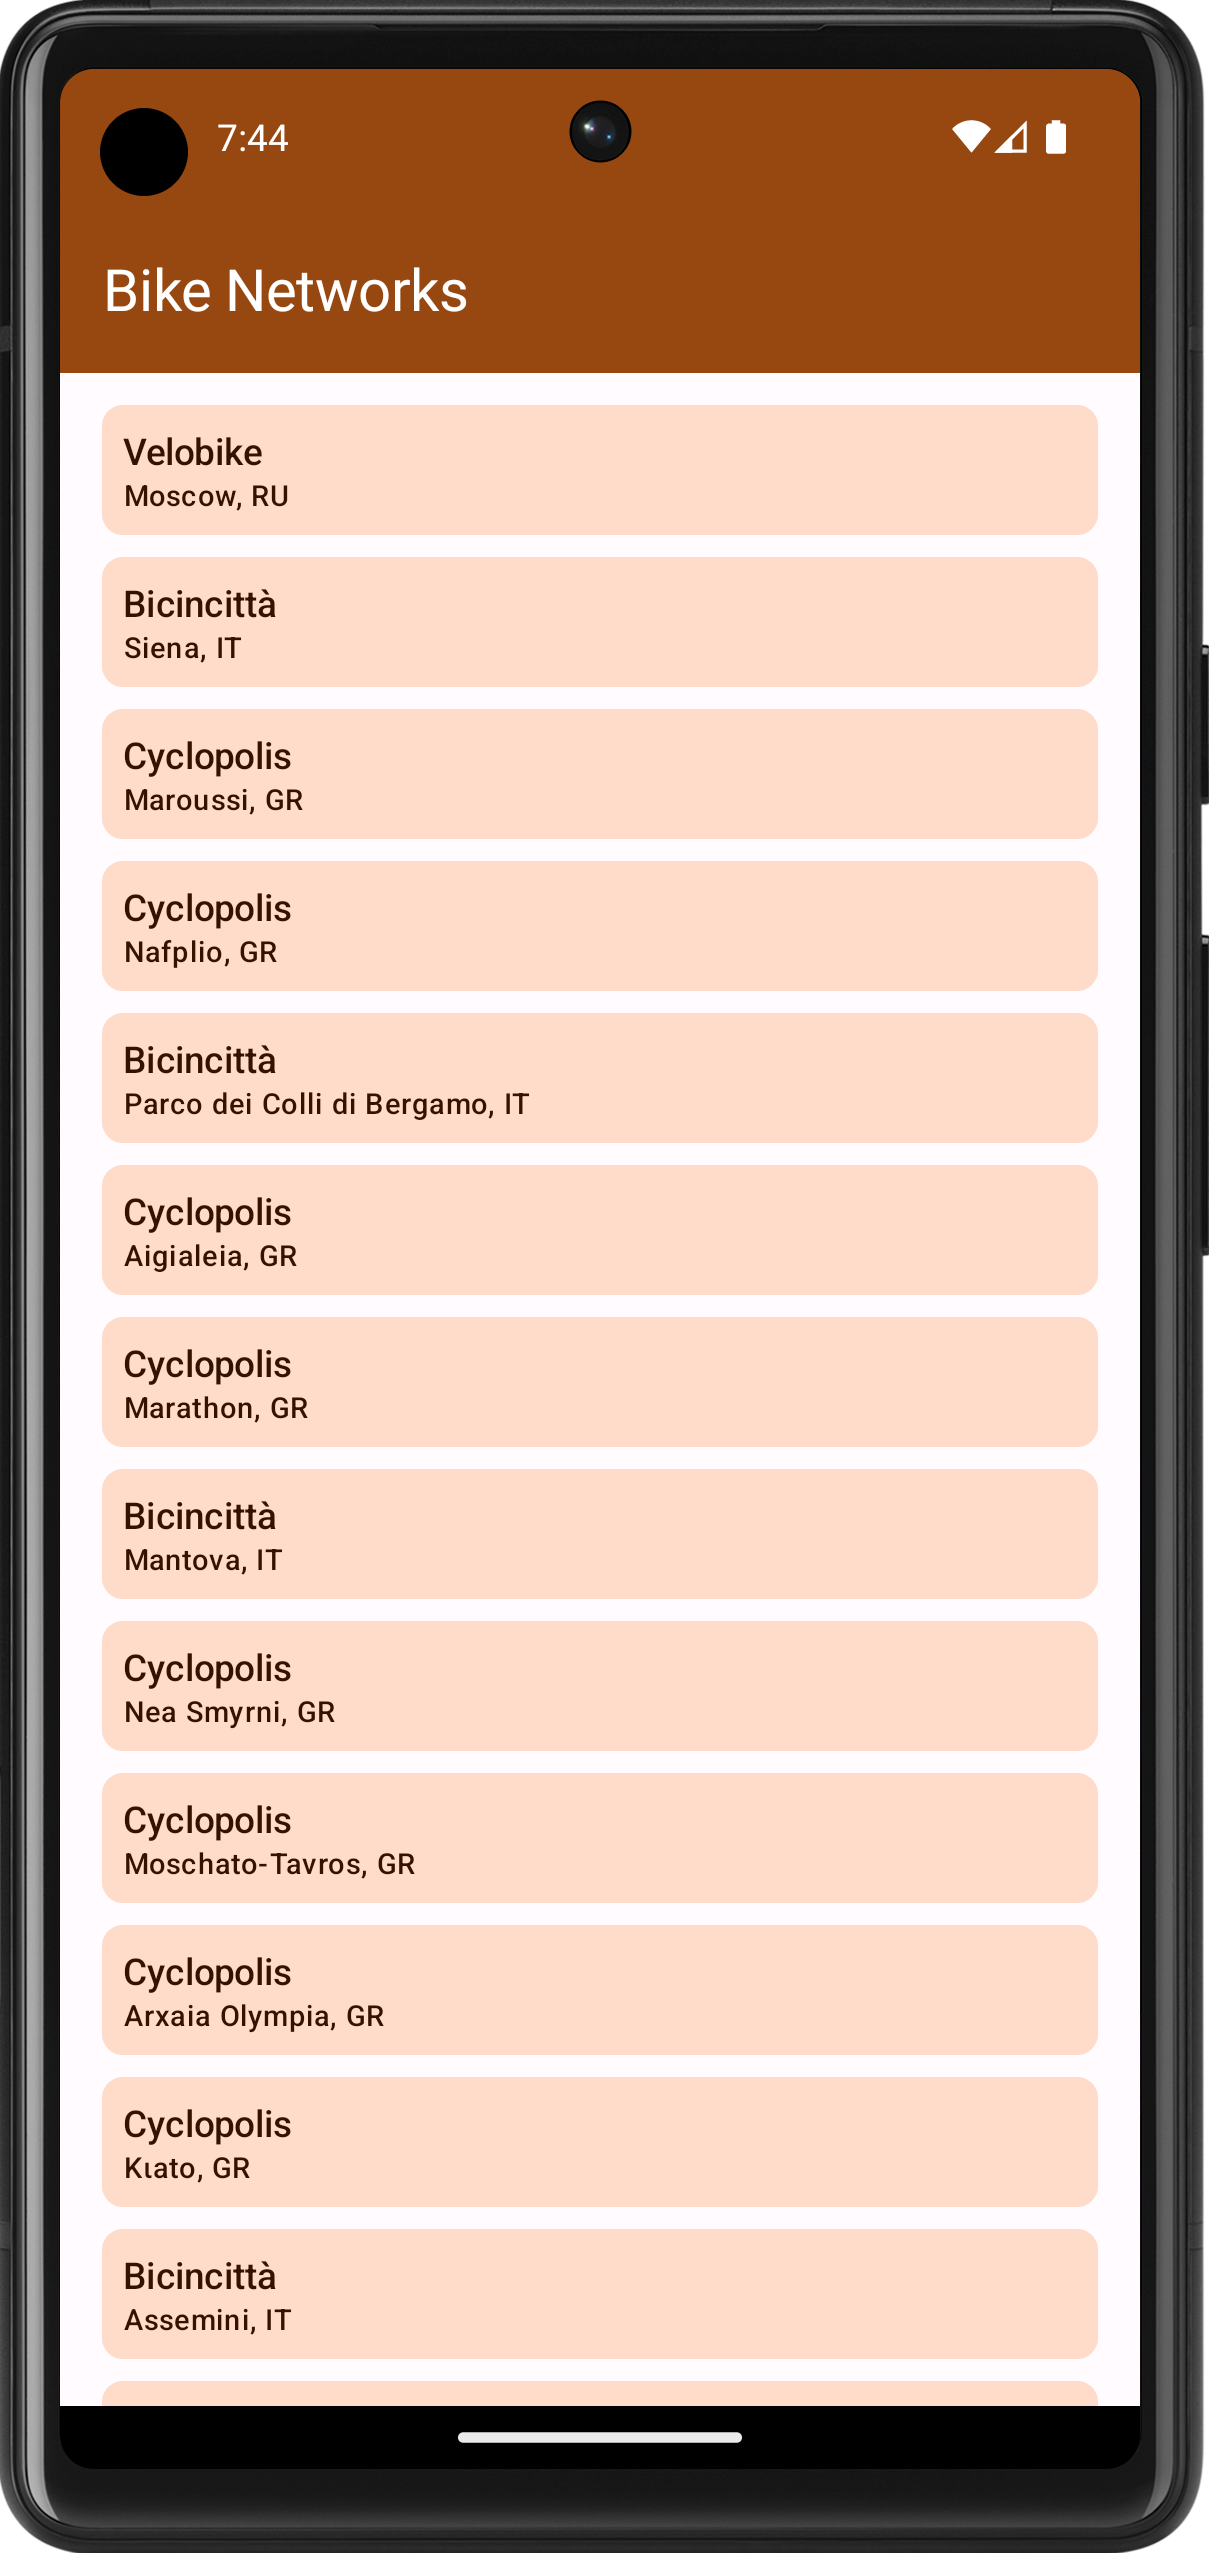 7:44
Bike Networks
Velobike
Moscow, RU
Bicincittà
Siena, IT
Cyclopolis
Maroussi, GR
Cyclopolis
Nafplio, GR
Bicincittà
Parco dei Colli di Bergamo, IT
Cyclopolis
Aigialeia, GR
Cyclopolis
Marathon, GR
Bicincittà
Mantova, IT
Cyclopolis
Nea Smyrni, GR
Cyclopolis
Moschato-Tavros, GR
Cyclopolis
Arxaia Olympia, GR
Cyclopolis
Kιato, GR
Bicincittà
Assemini, IT